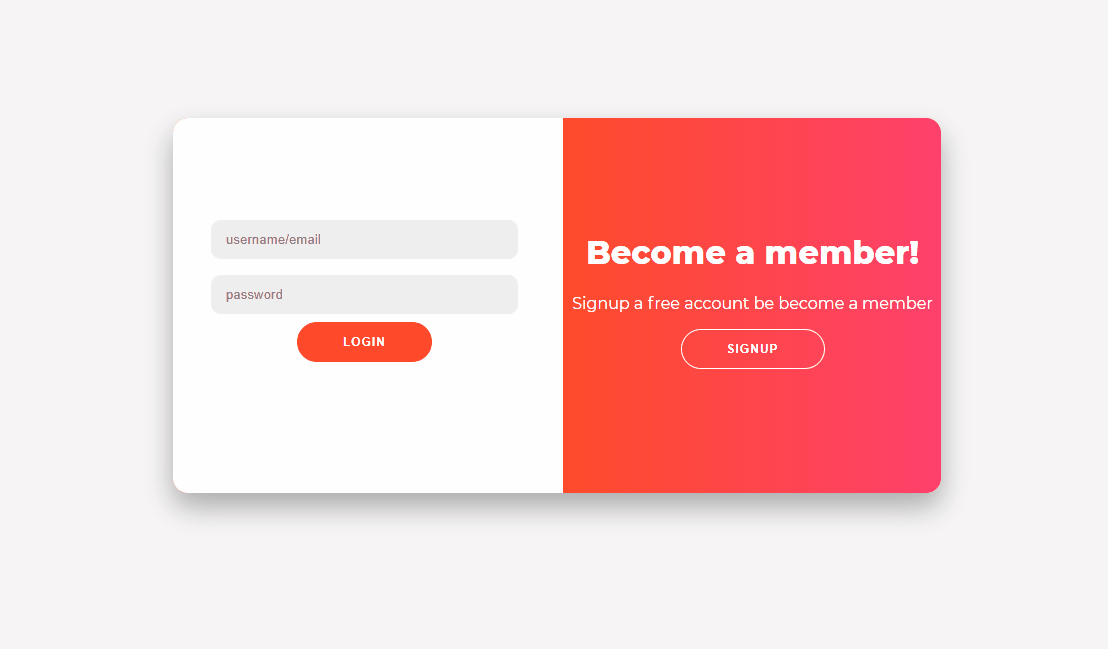 username/email
password
LOGIN
Become a member!
Signup a free account be become a member
SIGNUP